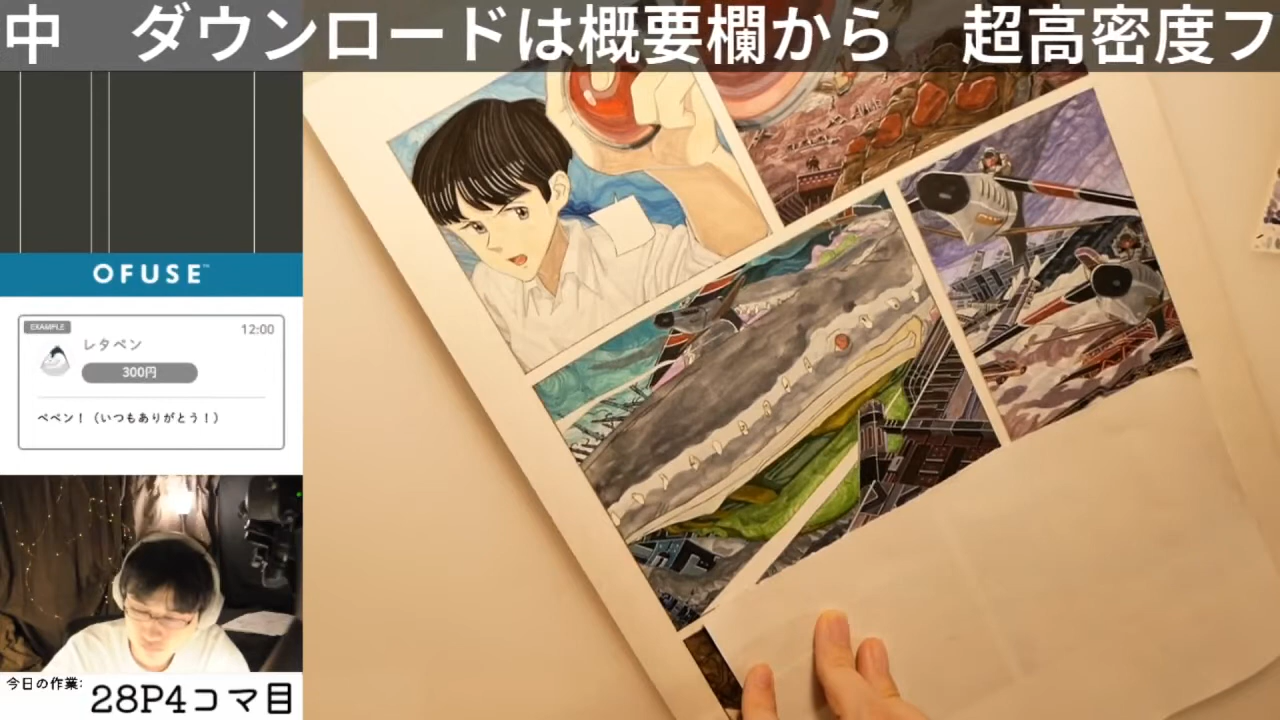 中　ダウンロードは概要欄から　超高密度フ
OFUSE
EXAMPLE
12:00
レタペン
300円
ペペン！（いつもありがとう！）
今日の作業:
28P4コマ目